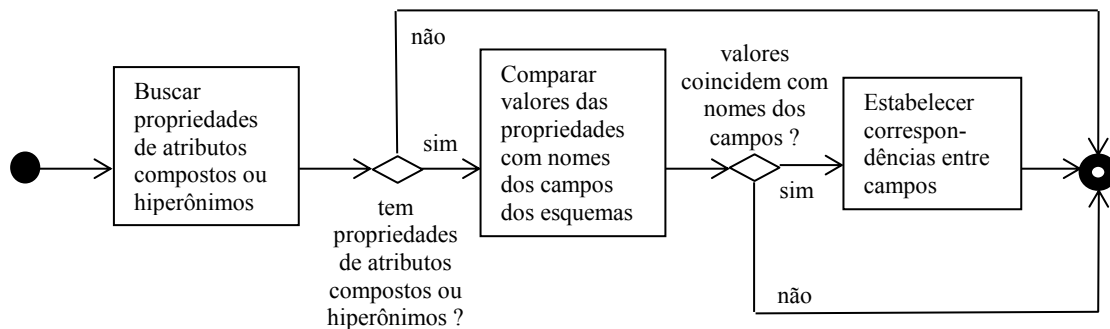 não
Buscar
propriedades
de atributos
compostos ou
hiperônimos
sim
tem
propriedades
de atributos
compostos ou
hiperônimos ?
Comparar
valores das
propriedades
com nomes
dos campos
dos esquemas
valores
coincidem com
nomes dos
campos ?
sim
não
Estabelecer
correspon-
dências entre
campos